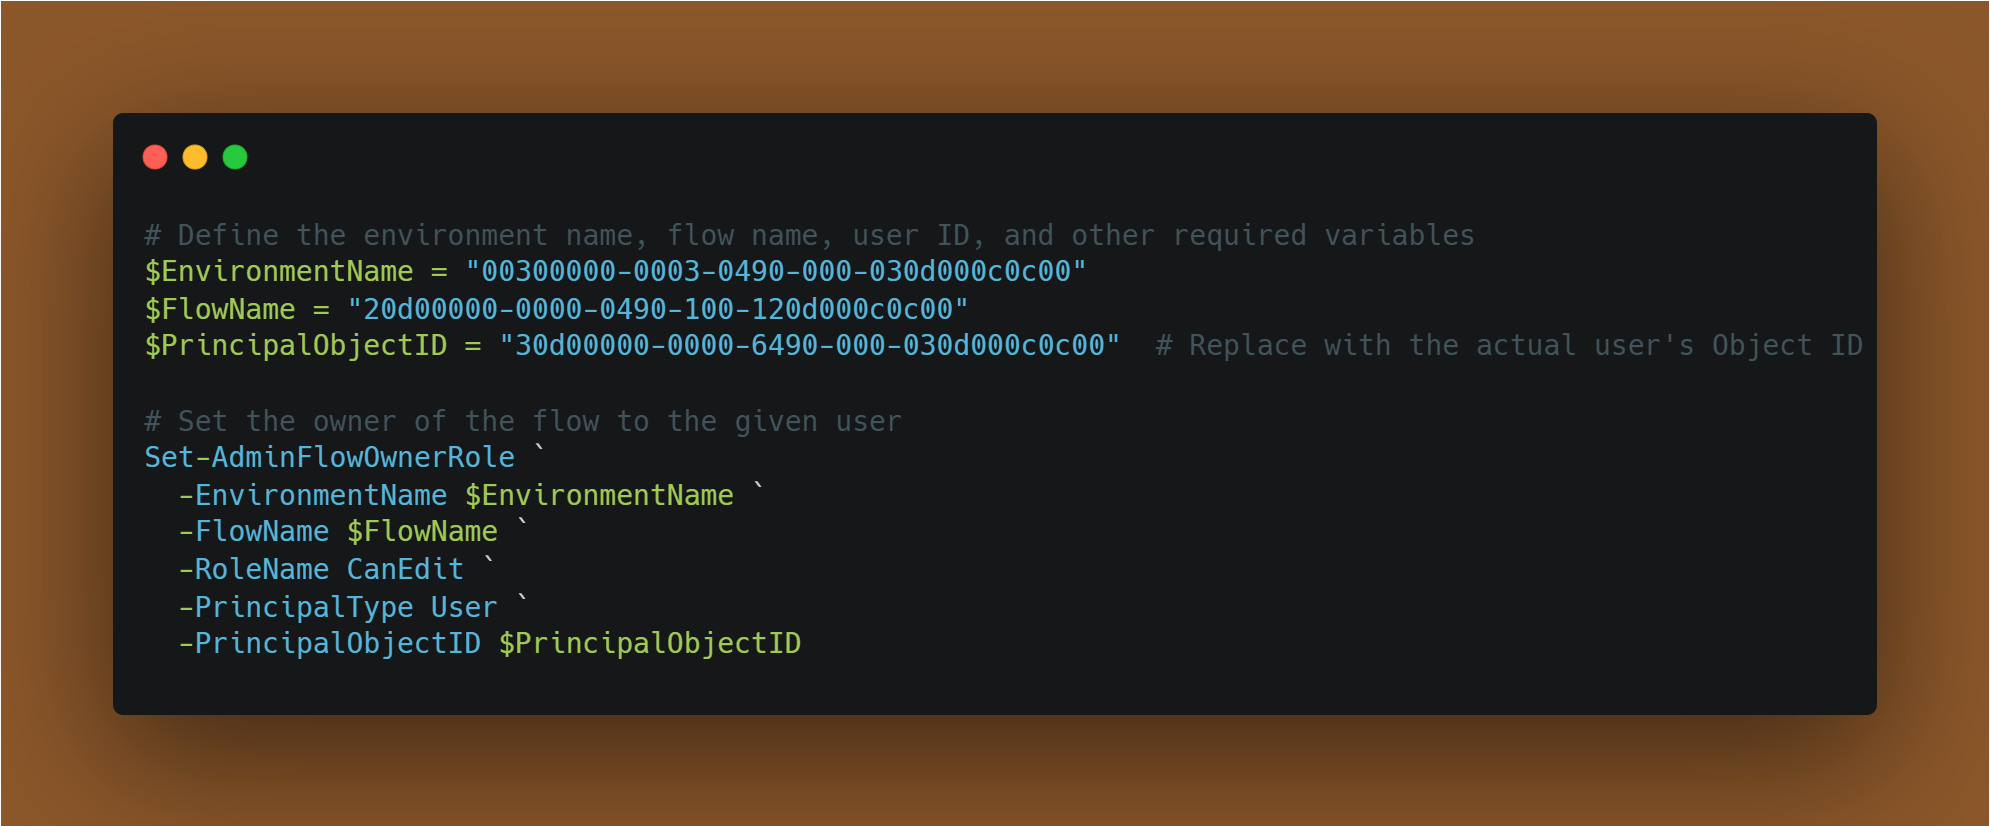 # Define the environment name, flow name, user ID, and other required variables
$EnvironmentName = "00300000-0003-0490-000-030d000c0c00"
$FlowName = "20d00000-0000-0490-100-120d000c0c00"
$PrincipalObjectID = "30d00000-0000-6490-000-030d000c0c00"  # Replace with the actual user's Object ID
# Set the owner of the flow to the given user
Set-AdminFlowOwnerRole `
  -EnvironmentName $EnvironmentName `
  -FlowName $FlowName `
  -RoleName CanEdit `
  -PrincipalType User `
  -PrincipalObjectID $PrincipalObjectID